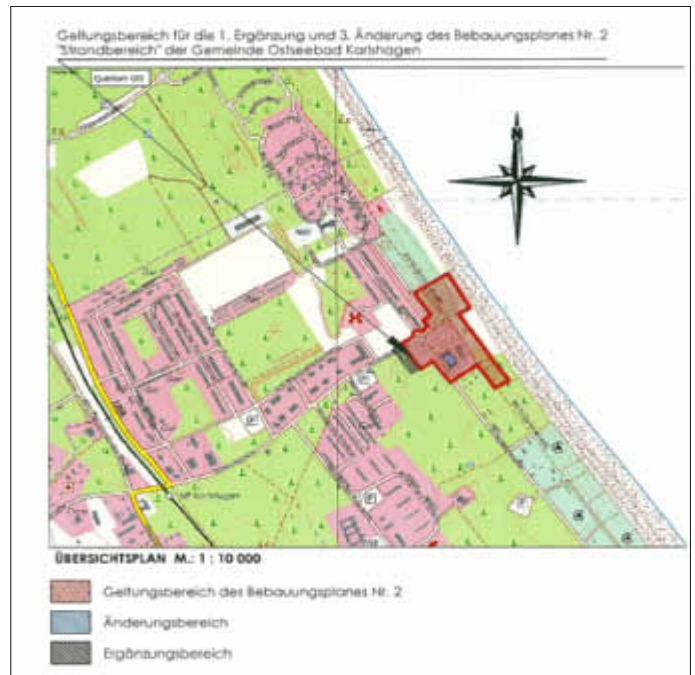 Geltungsbereich für die 1. Ergänzung und 3. Änderung des Bebauungsplanes Nr. 2
"Strandbereich" der Gemeinde Ostseebad Karlshagen
N
ÜBERSICHTSPLAN M.: 1 : 10 000
Geltungsbereich des Bebauungsplanes Nr. 2
Änderungsbereich
Ergänzungsbereich